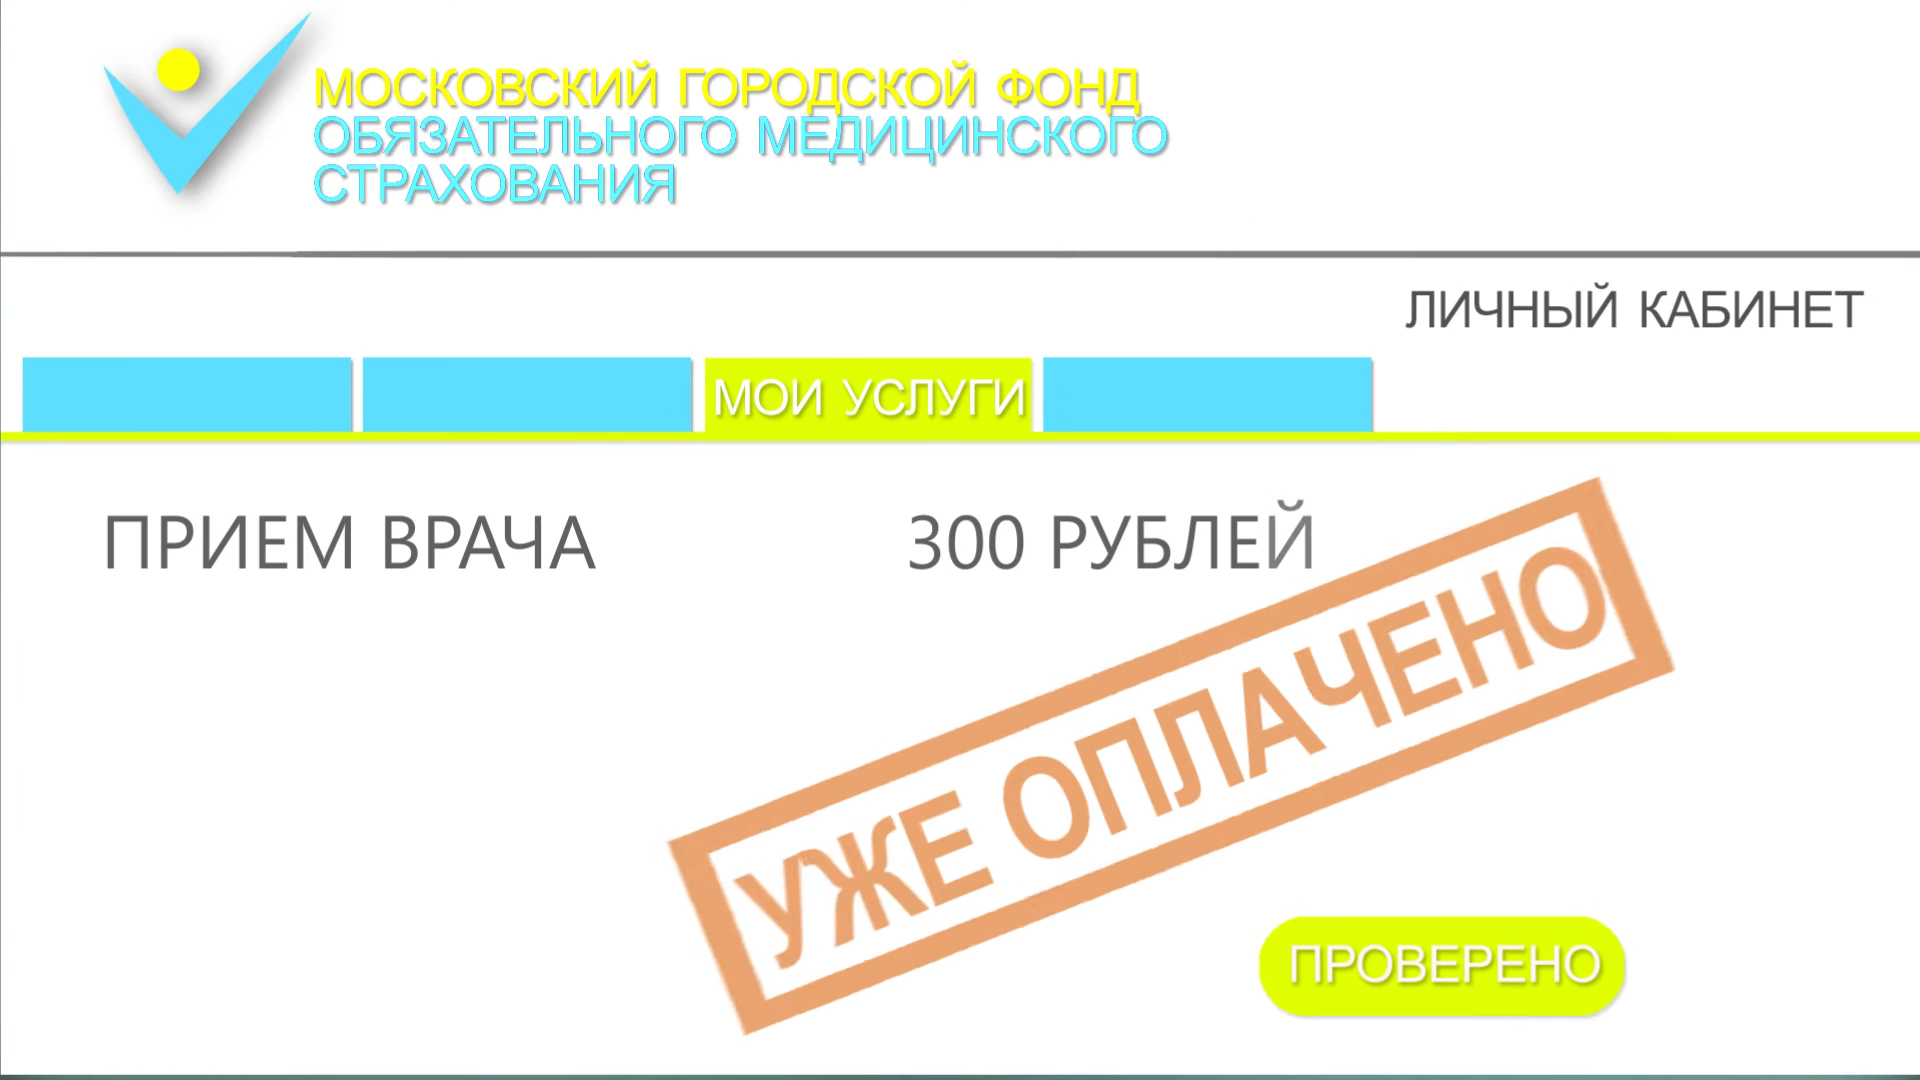 МОСКОВСКИЙ ГОРОДСКОЙ ФОНД
ОБЯЗАТЕЛЬНОГО МЕДИЦИНСКОГО
СТРАХОВАНИЯ
ЛИЧНЫЙ КАБИНЕТ
МОИ УСЛУГИ
ПРИЕМ ВРАЧА 300 РУБЛЕЙ
УЖЕ ОПЛАЧЕНО
ПРОВЕРЕНО